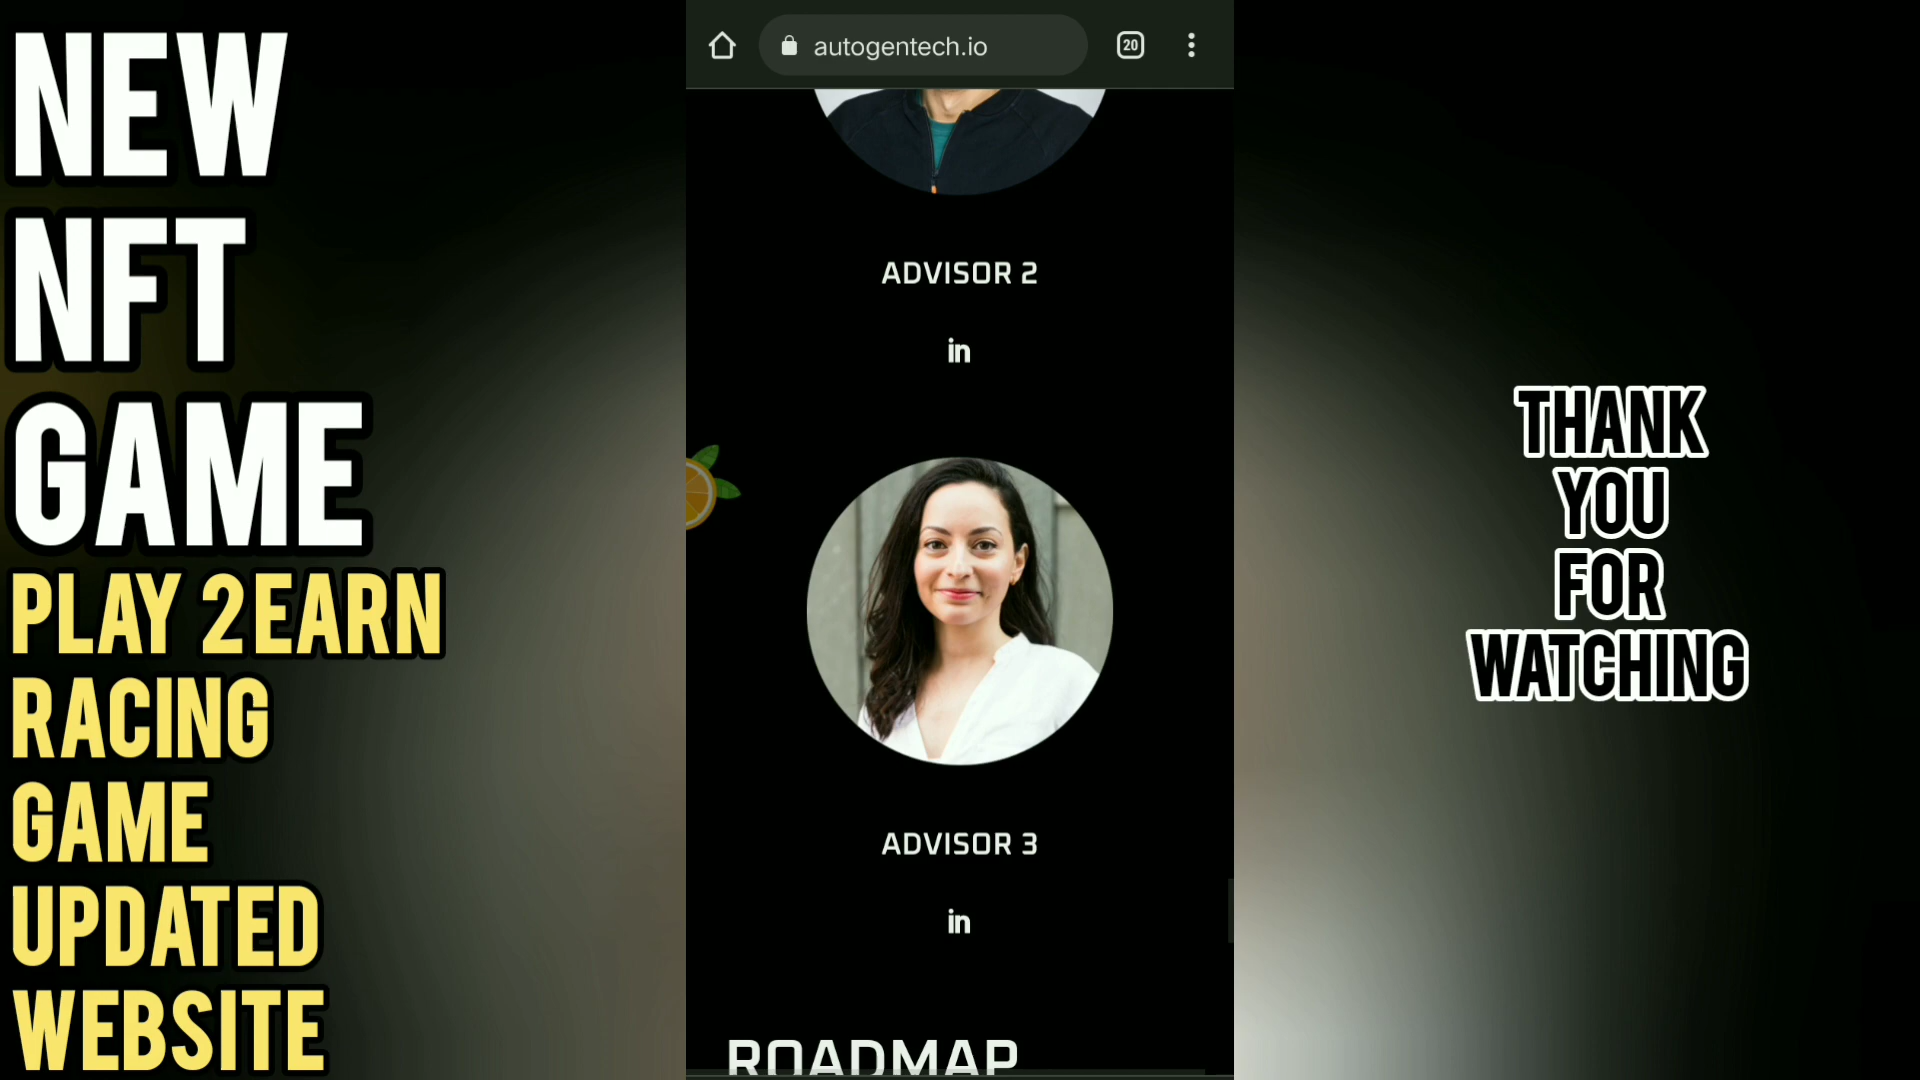 NEW
NFT
GAME
PLAY 2EARN
RACING
GAME
UPDATED
WEBSITE
autogentech.io
20
ADVISOR 2
in
ADVISOR 3
in
ROADMAP
THANK
YOU
FOR
WATCHING